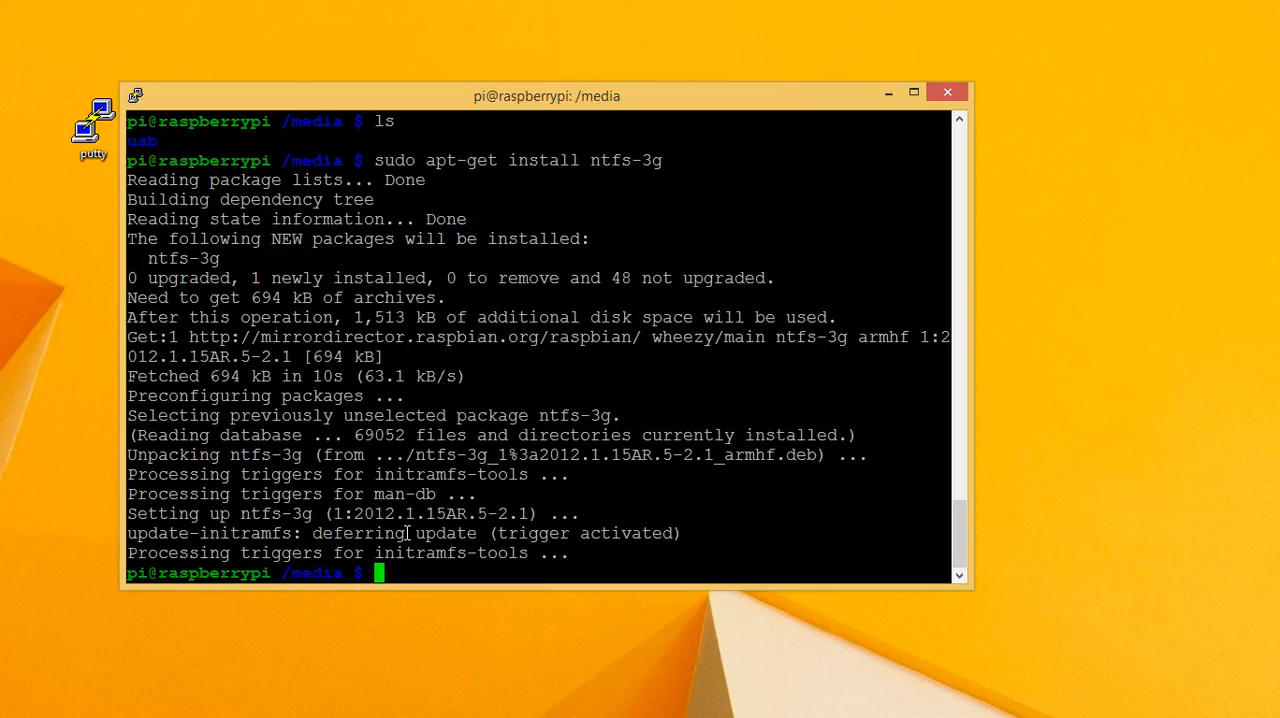 pi@raspberrypi: /media
putty
pi@raspberrypi /media $ ls
usb
pi@raspberrypi /media $ sudo apt-get install ntfs-3g
Reading package lists... Done
Building dependency tree
Reading state information... Done
The following NEW packages will be installed:
  ntfs-3g
0 upgraded, 1 newly installed, 0 to remove and 48 not upgraded.
Need to get 694 kB of archives.
After this operation, 1,513 kB of additional disk space will be used.
Get:1 http://mirrordirector.raspbian.org/raspbian/ wheezy/main ntfs-3g armhf 1:2
012.1.15AR.5-2.1 [694 kB]
Fetched 694 kB in 10s (63.1 kB/s)
Preconfiguring packages ...
Selecting previously unselected package ntfs-3g.
(Reading database ... 69052 files and directories currently installed.)
Unpacking ntfs-3g (from .../ntfs-3g_1%3a2012.1.15AR.5-2.1_armhf.deb) ...
Processing triggers for initramfs-tools ...
Processing triggers for man-db ...
Setting up ntfs-3g (1:2012.1.15AR.5-2.1) ...
update-initramfs: deferring update (trigger activated)
Processing triggers for initramfs-tools ...
pi@raspberrypi /media $